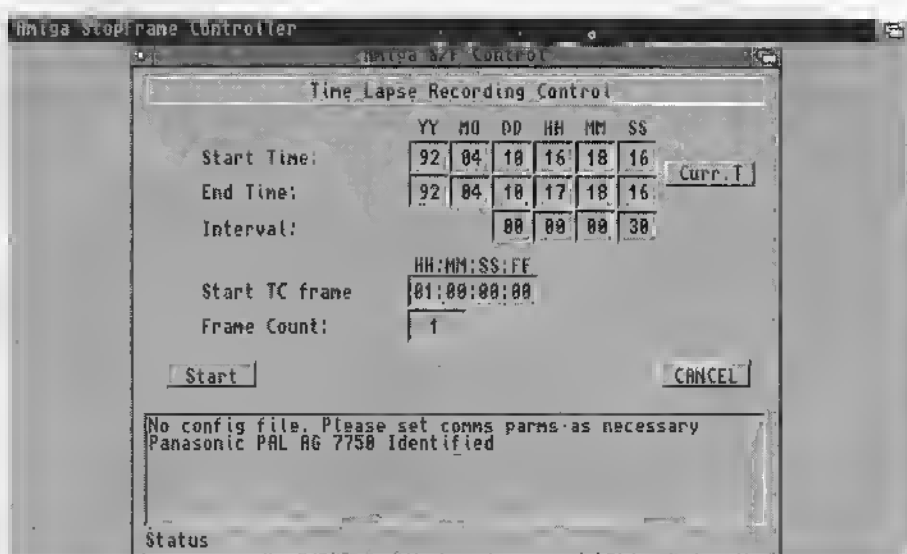 Amiga StopFrame Controller
Amiga S/F Control
Time Lapse Recording Control
YY MO DD HH MM SS
Start Time: 92 04 10 16 18 16
Curr.T
End Time: 92 04 10 17 18 16
Interval: 00 00 00 30
HH:MM:SS:FF
Start TC frame 01:00:00:00
Frame Count: 1
Start CANCEL
No config file. Please set comms parms as necessary
Panasonic PAL AG 7750 Identified
Status